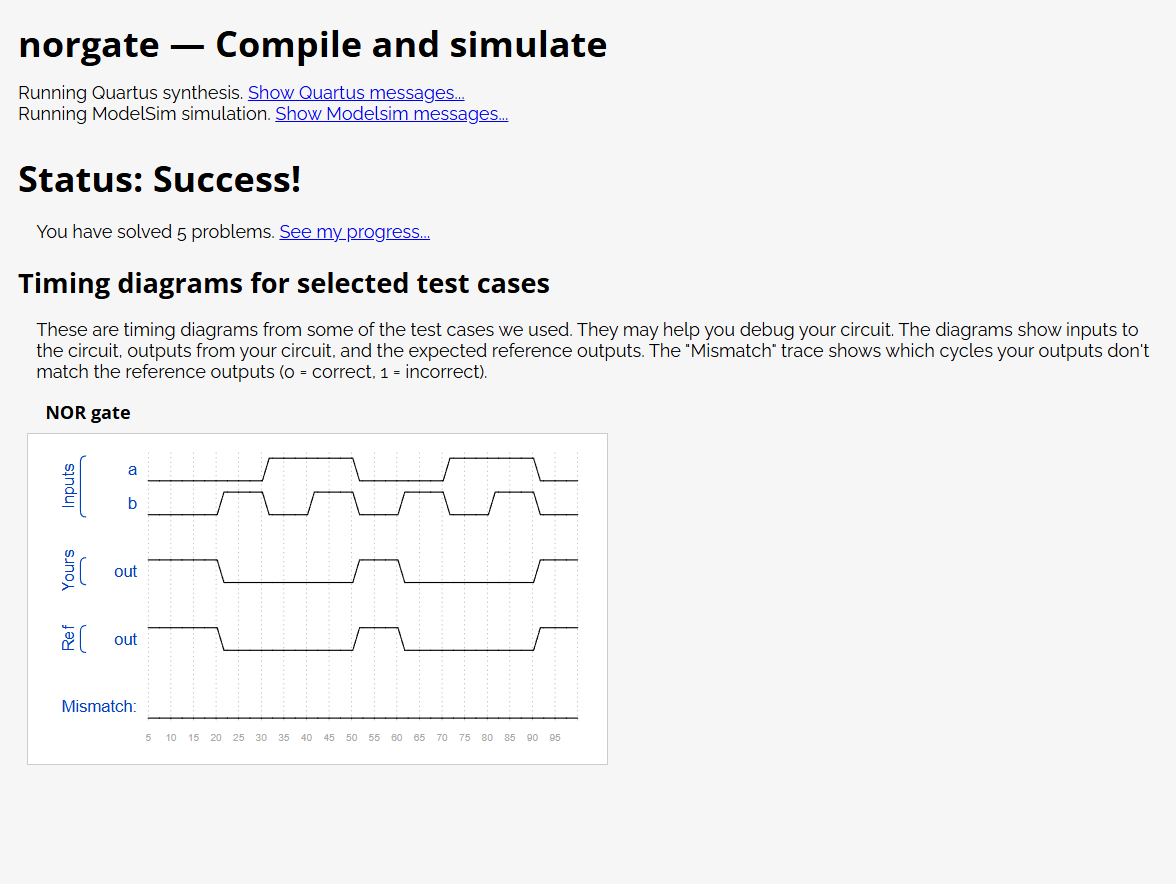 norgate — Compile and simulate
Running Quartus synthesis. Show Quartus messages...
Running ModelSim simulation. Show Modelsim messages...
Status: Success!
You have solved 5 problems. See my progress...
Timing diagrams for selected test cases
These are timing diagrams from some of the test cases we used. They may help you debug your circuit. The diagrams show inputs to
the circuit, outputs from your circuit, and the expected reference outputs. The "Mismatch" trace shows which cycles your outputs don't
match the reference outputs (0 = correct, 1 = incorrect).
NOR gate
Inputs
a
b
Yours
out
Ref
out
Mismatch:
5 10 15 20 25 30 35 40 45 50 55 60 65 70 75 80 85 90 95